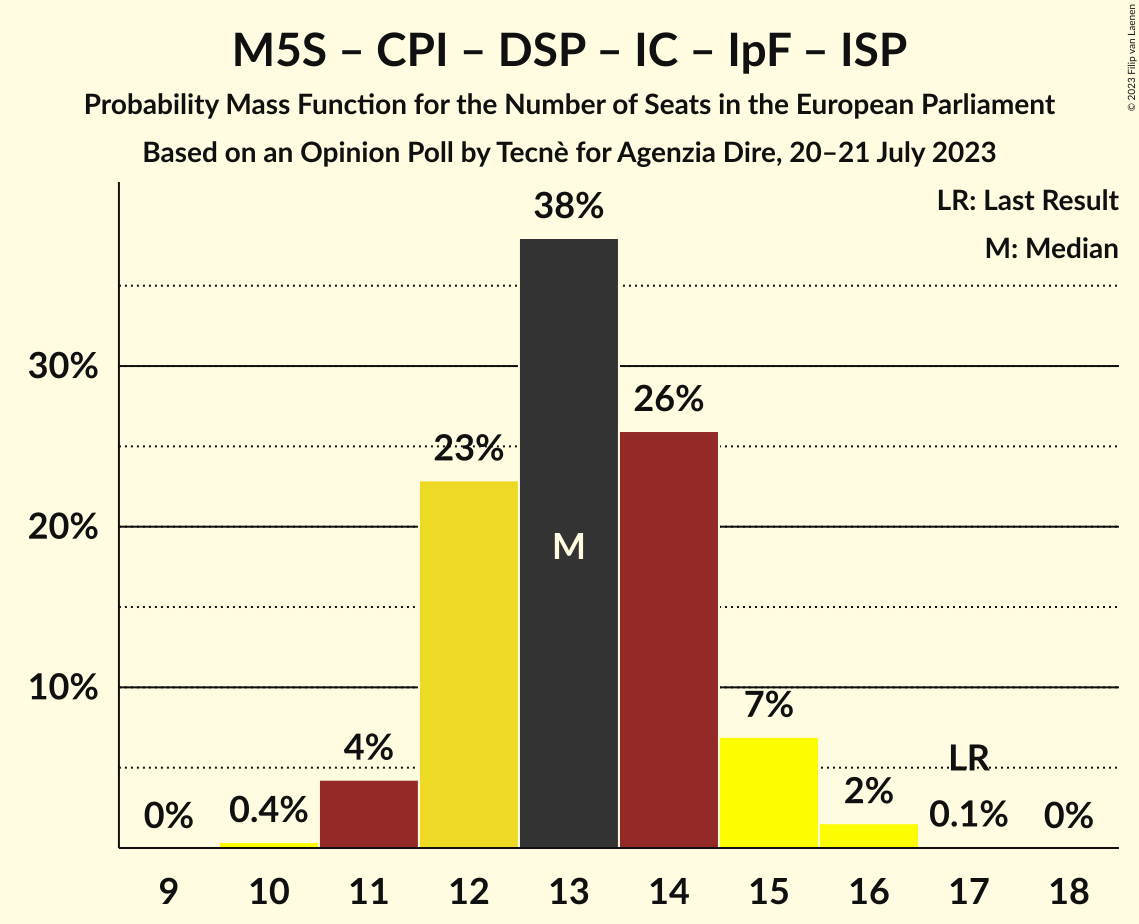 M5S – CPI – DSP – IC – IpF – ISP
Probability Mass Function for the Number of Seats in the European Parliament
Based on an Opinion Poll by Tecnè for Agenzia Dire, 20–21 July 2023
© 2023 Filip van Laenen
LR: Last Result
M: Median
38%
30%
26%
23%
20%
M
10%
7%
4%
LR
2%
0%
0.4%
0.1%
0%
9 10 11 12 13 14 15 16 17 18